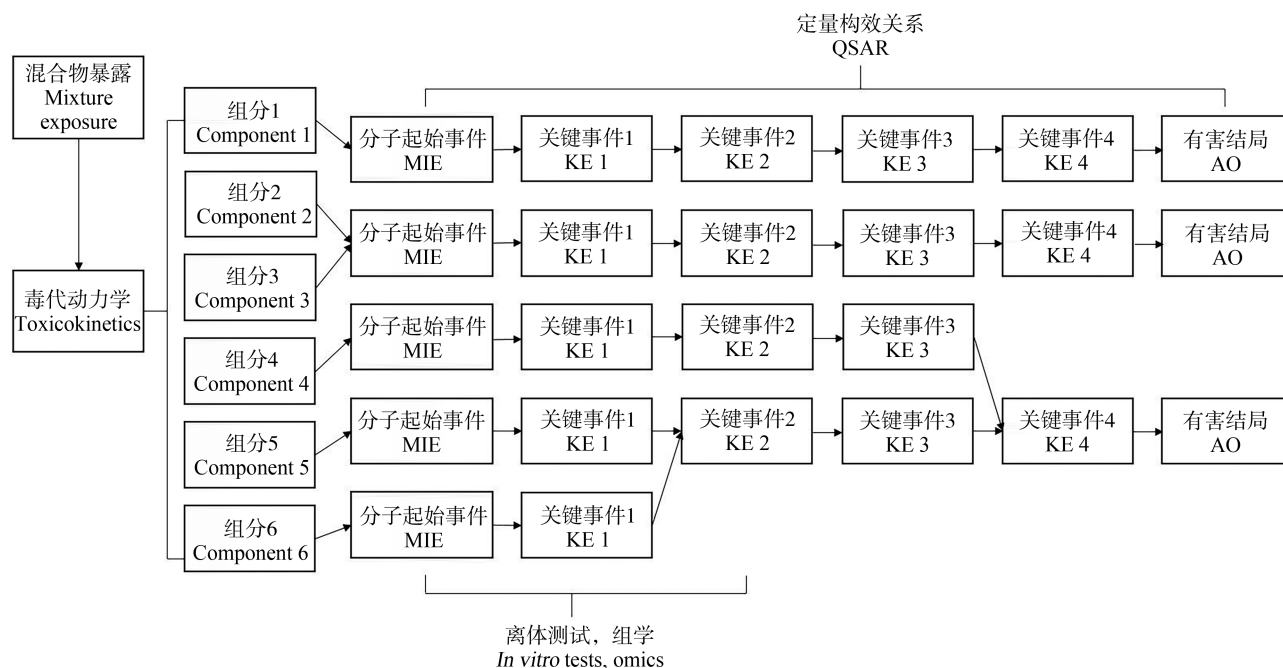 定量构效关系
QSAR
混合物暴露
Mixture
exposure
组分1
Component 1
分子起始事件
MIE
关键事件1
KE 1
关键事件2
KE 2
关键事件3
KE 3
关键事件4
KE 4
有害结局
AO
组分2
Component 2
分子起始事件
MIE
关键事件1
KE 1
关键事件2
KE 2
关键事件3
KE 3
关键事件4
KE 4
有害结局
AO
组分3
Component 3
毒代动力学
Toxicokinetics
组分4
Component 4
分子起始事件
MIE
关键事件1
KE 1
关键事件2
KE 2
关键事件3
KE 3
组分5
Component 5
分子起始事件
MIE
关键事件1
KE 1
关键事件2
KE 2
关键事件3
KE 3
关键事件4
KE 4
有害结局
AO
组分6
Component 6
分子起始事件
MIE
关键事件1
KE 1
离体测试，组学
In vitro tests, omics